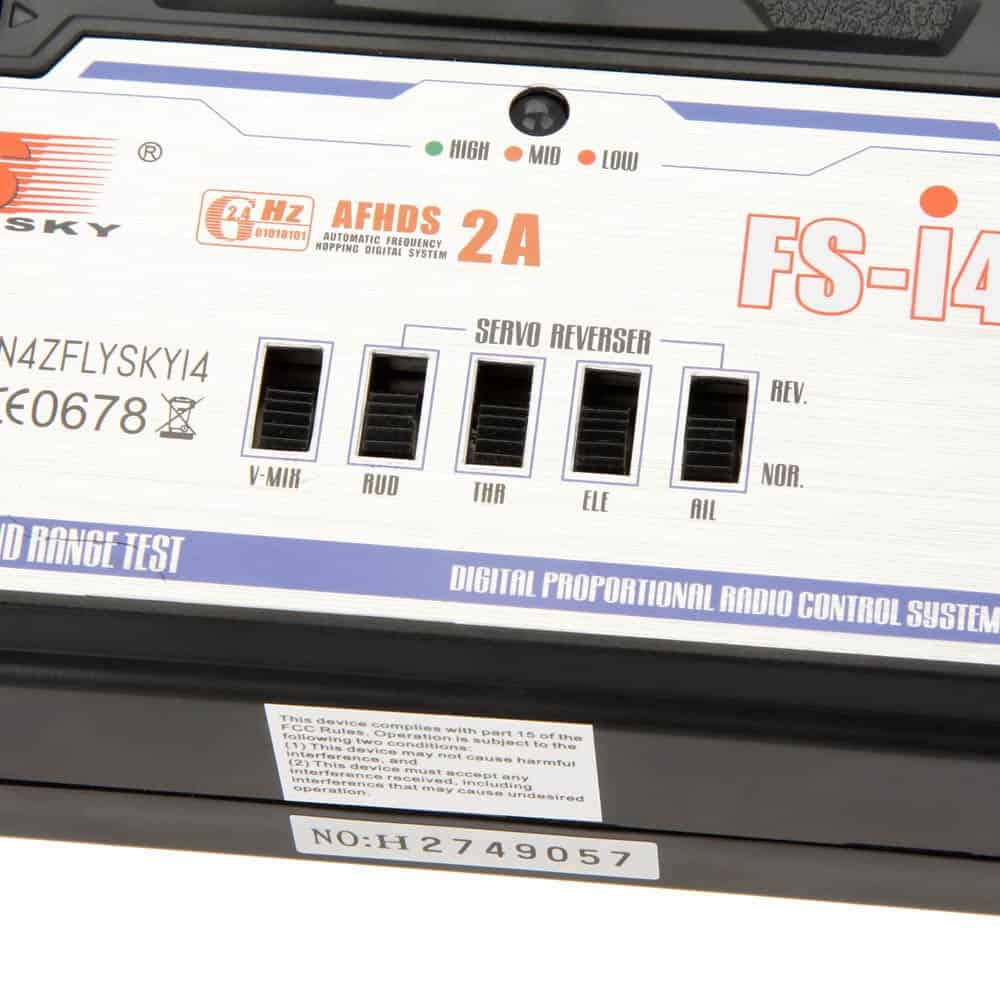 HIGH MID LOW
®
SKY
2.4 G Hz
01010101
AFHDS 2A
AUTOMATIC FREQUENCY
HOPPING DIGITAL SYSTEM
FS-i4
SERVO REVERSER
N4ZFLYSKYI4
CE0678
REV.
NOR.
V-MIX RUD THR ELE AIL
RANGE TEST
DIGITAL PROPORTIONAL RADIO CONTROL SYSTEM
This device complies with part 15 of the
FCC Rules. Operation is subject to the
following two conditions:
(1) This device may not cause harmful
interference, and
(2) This device must accept any
interference received, including
interference that may cause undesired
operation.
NO:H2749057